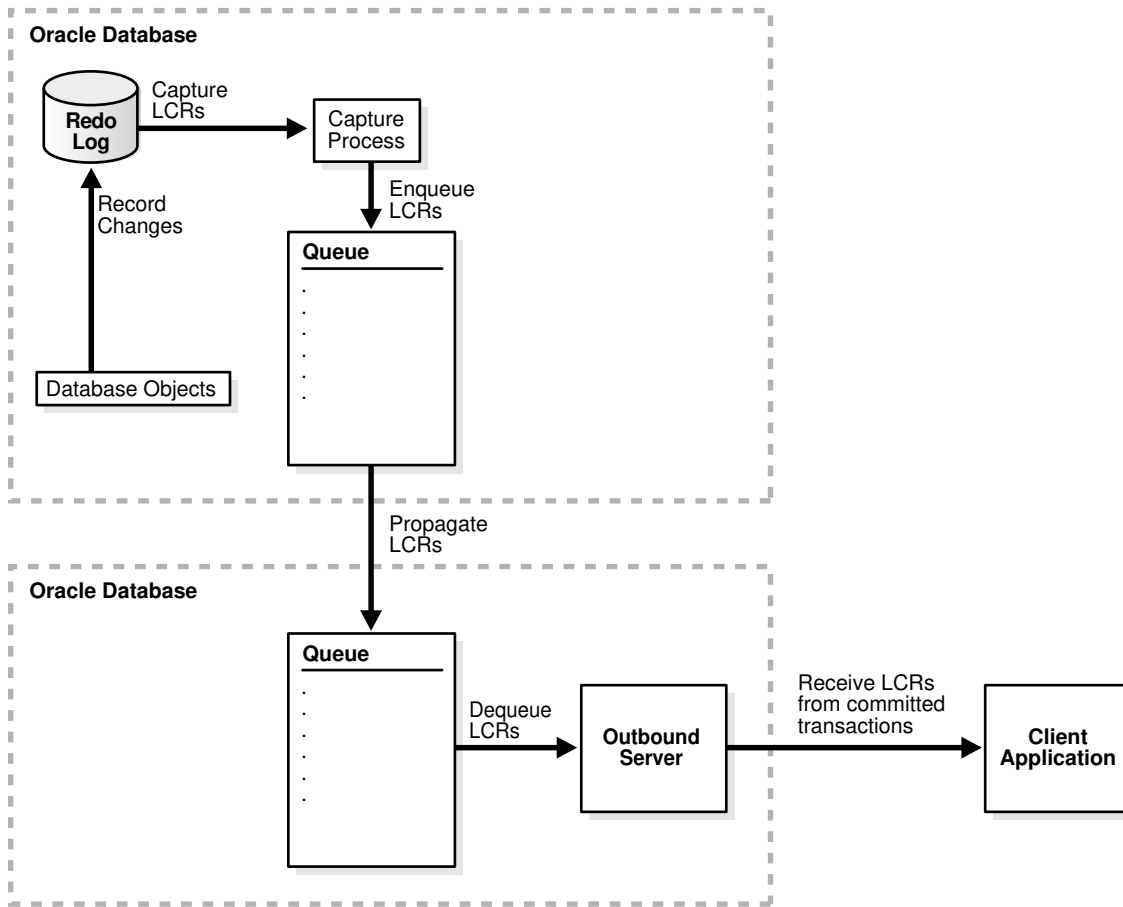 Oracle Database
Capture
LCRs
Redo
Log
Capture
Process
Record
Changes
Enqueue
LCRs
Queue
.
.
.
.
.
.
Database Objects
Propagate
LCRs
Oracle Database
Queue
.
.
.
.
.
.
Dequeue
LCRs
Outbound
Server
Receive LCRs
from committed
transactions
Client
Application